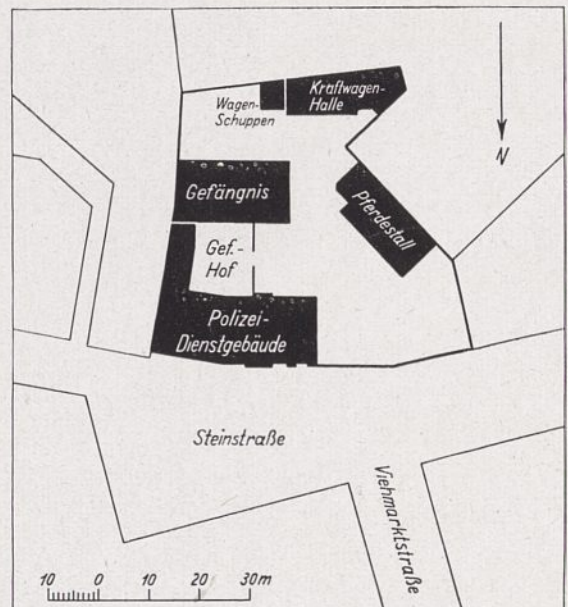 Kraftwagen-
Halle
Wagen-
Schuppen
N
Gefängnis
Pferdestall
Gef.-
Hof
Polizei-
Dienstgebäude
Steinstraße
Viehmarktstraße
10 0 10 20 30m